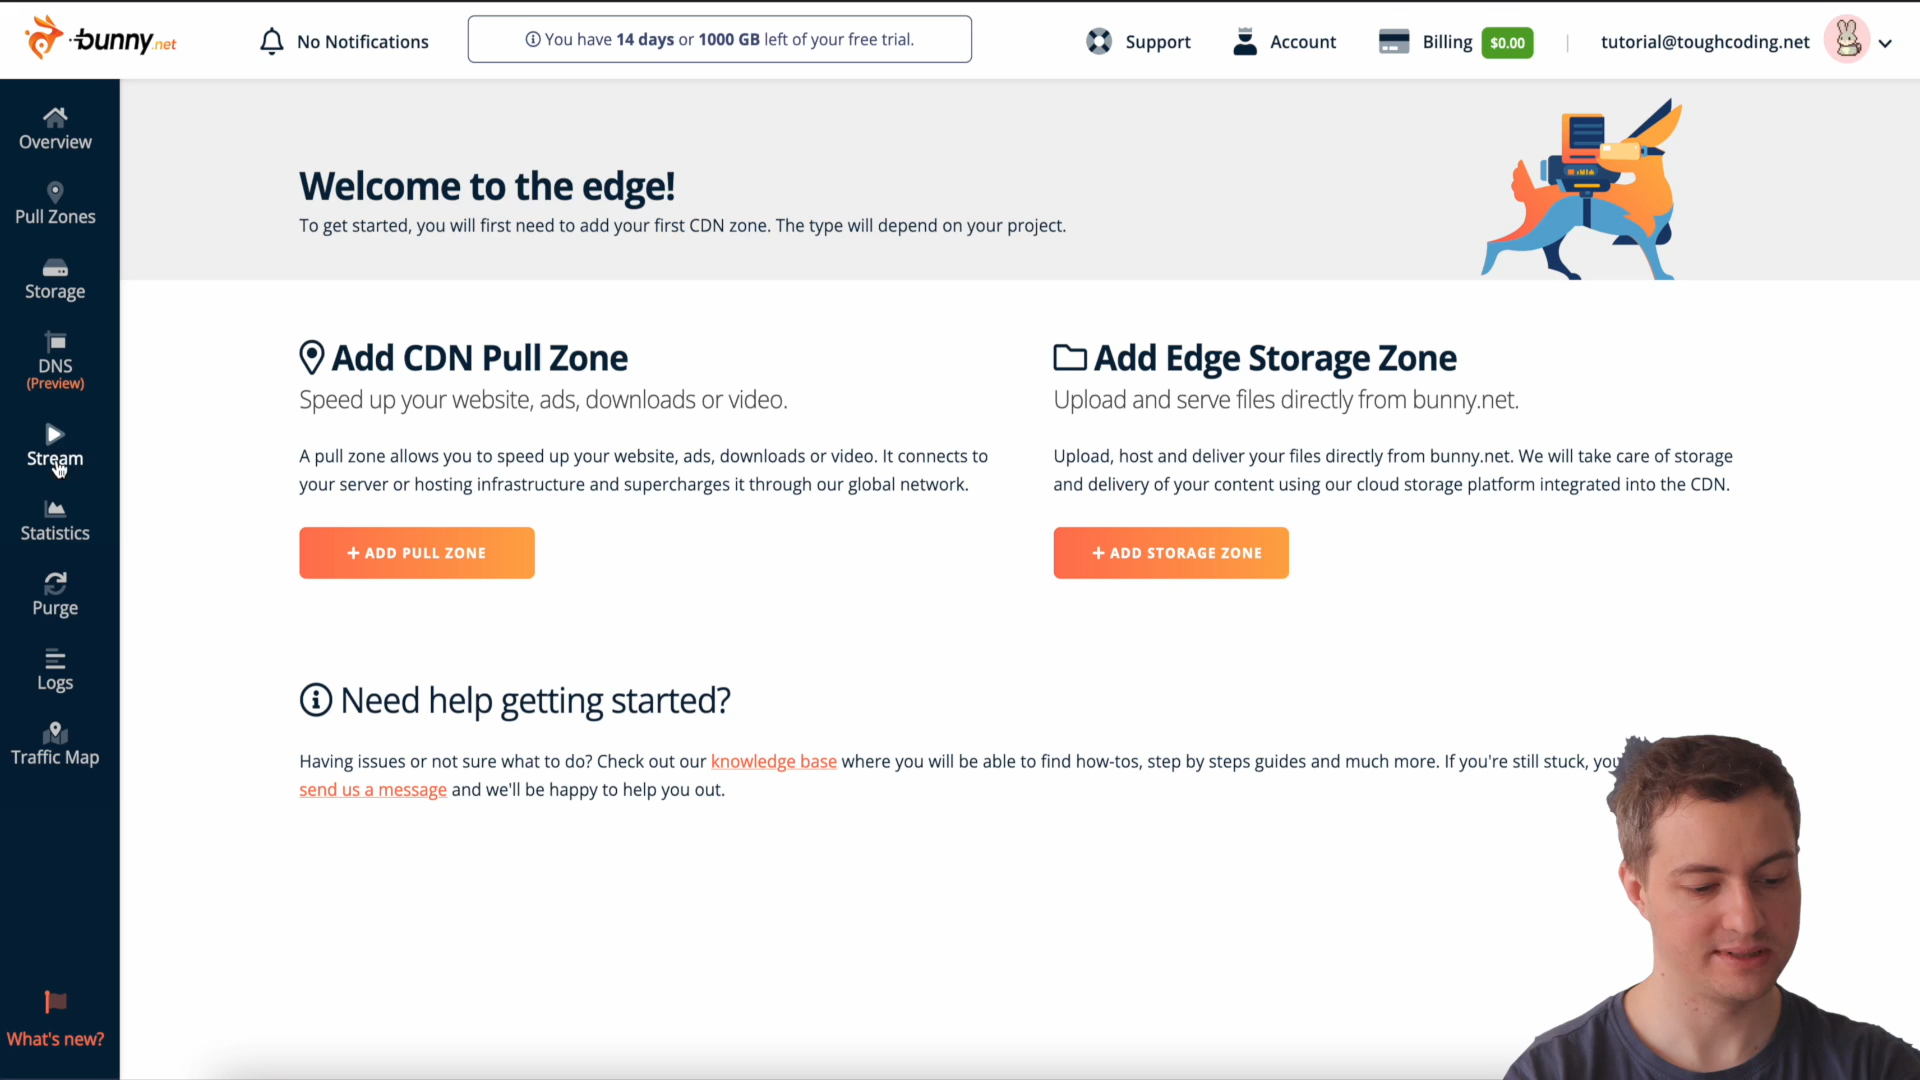 bunny.net
No Notifications
You have 14 days or 1000 GB left of your free trial.
Support
Account
Billing
$0.00
tutorial@toughcoding.net
Overview
Pull Zones
Storage
DNS
(Preview)
Stream
Statistics
Purge
Logs
Traffic Map
What's new?
Welcome to the edge!
To get started, you will first need to add your first CDN zone. The type will depend on your project.
Add CDN Pull Zone
Speed up your website, ads, downloads or video.
A pull zone allows you to speed up your website, ads, downloads or video. It connects to
your server or hosting infrastructure and supercharges it through our global network.
+ ADD PULL ZONE
Add Edge Storage Zone
Upload and serve files directly from bunny.net.
Upload, host and deliver your files directly from bunny.net. We will take care of storage
and delivery of your content using our cloud storage platform integrated into the CDN.
+ ADD STORAGE ZONE
Need help getting started?
Having issues or not sure what to do? Check out our knowledge base where you will be able to find how-tos, step by steps guides and much more. If you're still stuck, you
send us a message and we'll be happy to help you out.